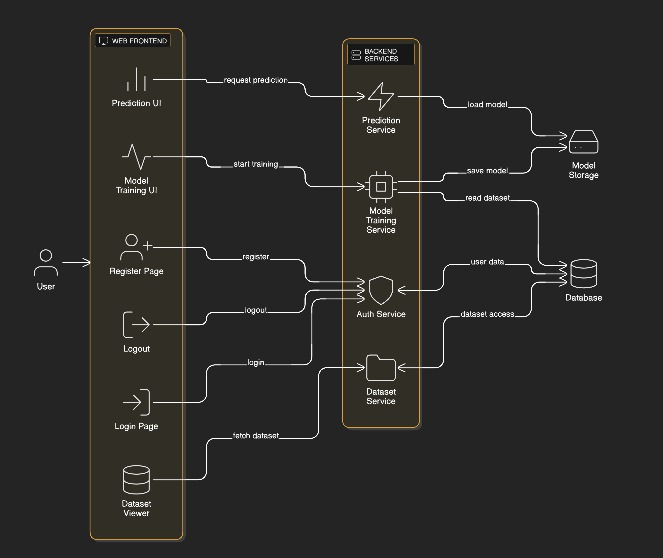 WEB FRONTEND
BACKEND
SERVICES
request prediction
Prediction UI
load model
Prediction
Service
start training
Model
Training UI
save model
Model
Storage
read dataset
Model
Training
Service
register
Register Page
user data
User
Database
logout
Auth Service
dataset access
Logout
login
Dataset
Service
Login Page
fetch dataset
Dataset
Viewer